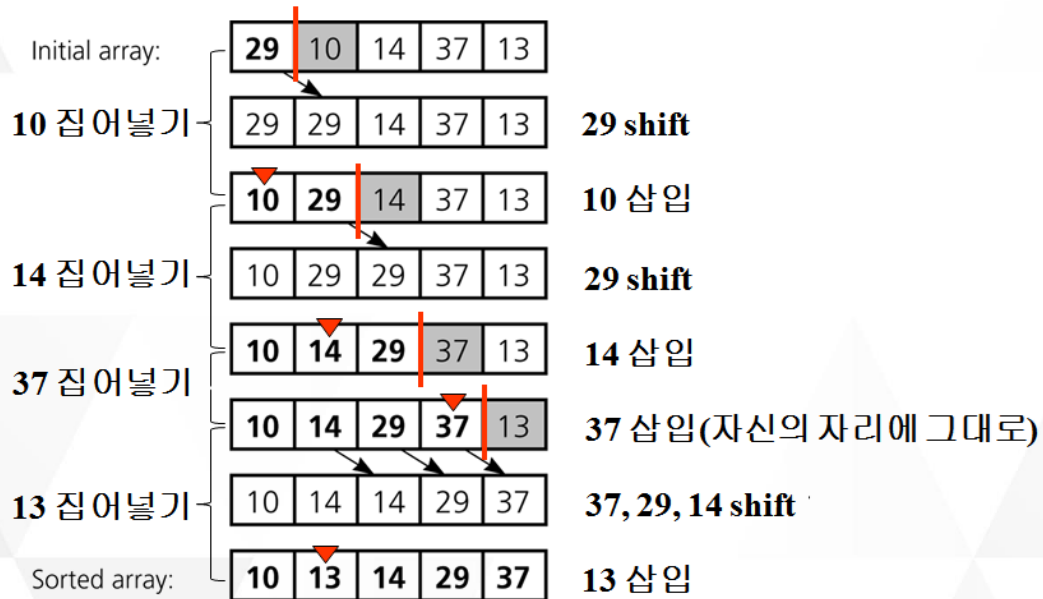 Initial array: 29 10 14 37 13
10 집어넣기 29 29 14 37 13 29 shift
10 29 14 37 13 10 삽입
14 집어넣기 10 29 29 37 13 29 shift
10 14 29 37 13 14 삽입
37 집어넣기
10 14 29 37 13 37 삽입(자신의 자리에 그대로)
13 집어넣기 10 14 14 29 37 37, 29, 14 shift
Sorted array: 10 13 14 29 37 13 삽입